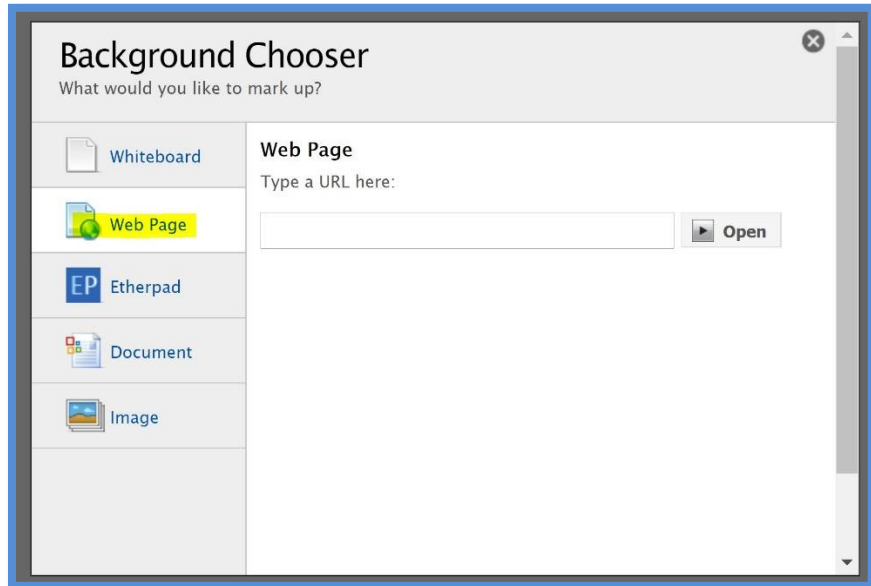 Background Chooser
What would you like to mark up?
Whiteboard
Web Page
EP Etherpad
Document
Image
Web Page
Type a URL here:
Open